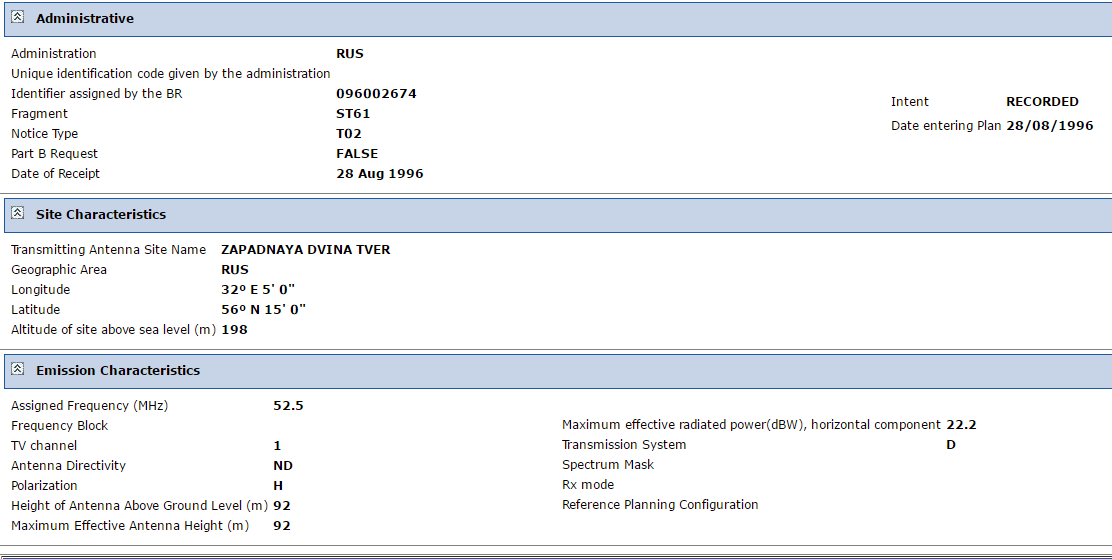 Administrative
Administration RUS
Unique identification code given by the administration
Identifier assigned by the BR 096002674
Intent RECORDED
Fragment ST61
Date entering Plan 28/08/1996
Notice Type T02
Part B Request FALSE
Date of Receipt 28 Aug 1996
Site Characteristics
Transmitting Antenna Site Name ZAPADNAYA DVINA TVER
Geographic Area RUS
Longitude 32º E 5' 0"
Latitude 56º N 15' 0"
Altitude of site above sea level (m) 198
Emission Characteristics
Assigned Frequency (MHz) 52.5
Frequency Block
Maximum effective radiated power(dBW), horizontal component 22.2
TV channel 1
Transmission System D
Antenna Directivity ND
Spectrum Mask
Polarization H
Rx mode
Height of Antenna Above Ground Level (m) 92
Reference Planning Configuration
Maximum Effective Antenna Height (m) 92